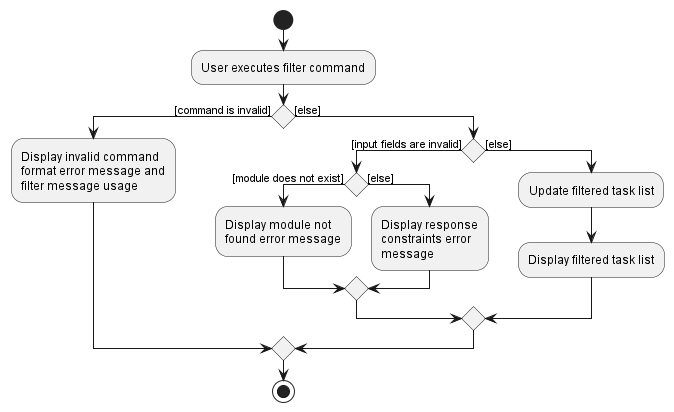 User executes filter command
[command is invalid]
[else]
Display invalid command
format error message and
filter message usage
[input fields are invalid]
[else]
[module does not exist]
[else]
Display module not
found error message
Display response
constraints error
message
Update filtered task list
Display filtered task list